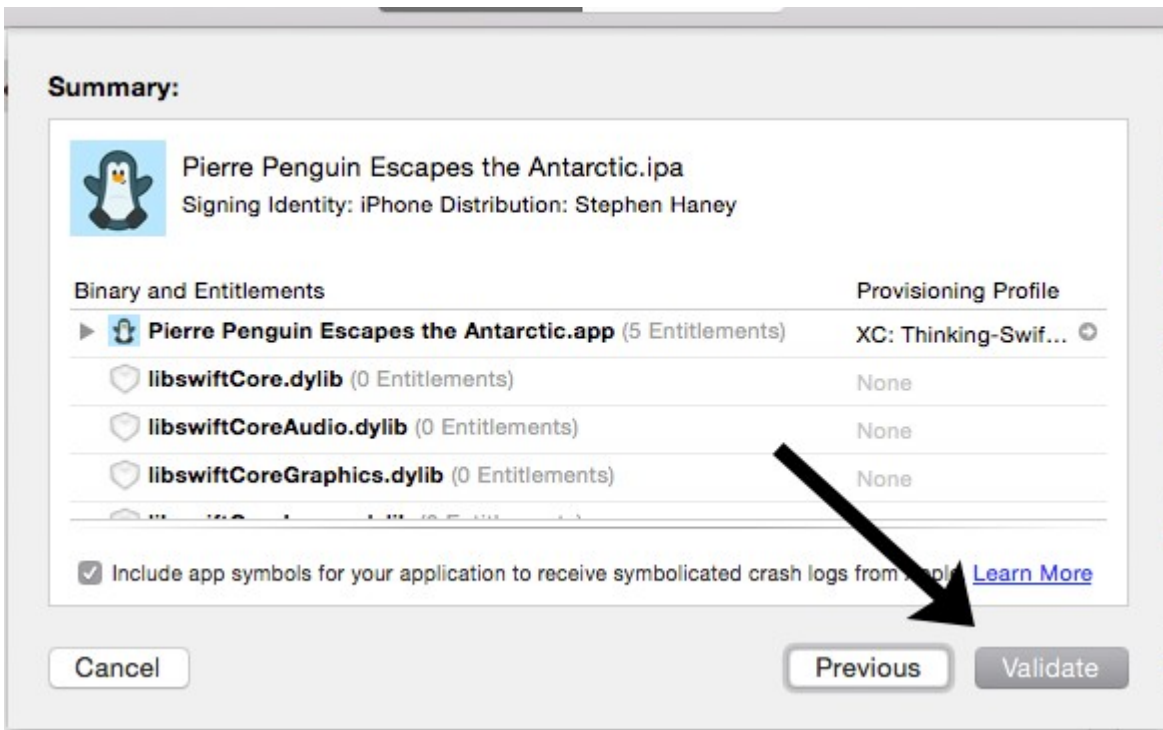 Summary:
Pierre Penguin Escapes the Antarctic.ipa
Signing Identity: iPhone Distribution: Stephen Haney
Binary and Entitlements Provisioning Profile
Pierre Penguin Escapes the Antarctic.app (5 Entitlements) XC: Thinking-Swif...
libswiftCore.dylib (0 Entitlements) None
libswiftCoreAudio.dylib (0 Entitlements) None
libswiftCoreGraphics.dylib (0 Entitlements) None
Include app symbols for your application to receive symbolicated crash logs from Learn More
Cancel Previous Validate